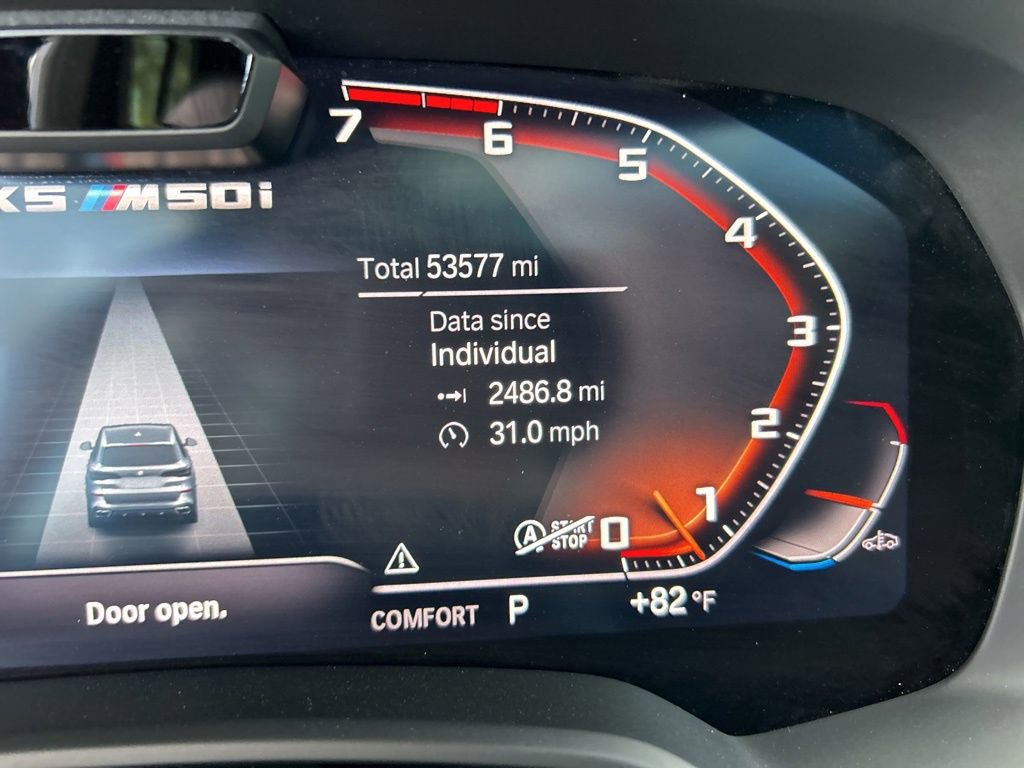 7
6
5
4
3
2
1
0
X5 M50i
Total 53577 mi
Data since
Individual
2486.8 mi
31.0 mph
A START
STOP
Door open.
COMFORT P
+82 °F